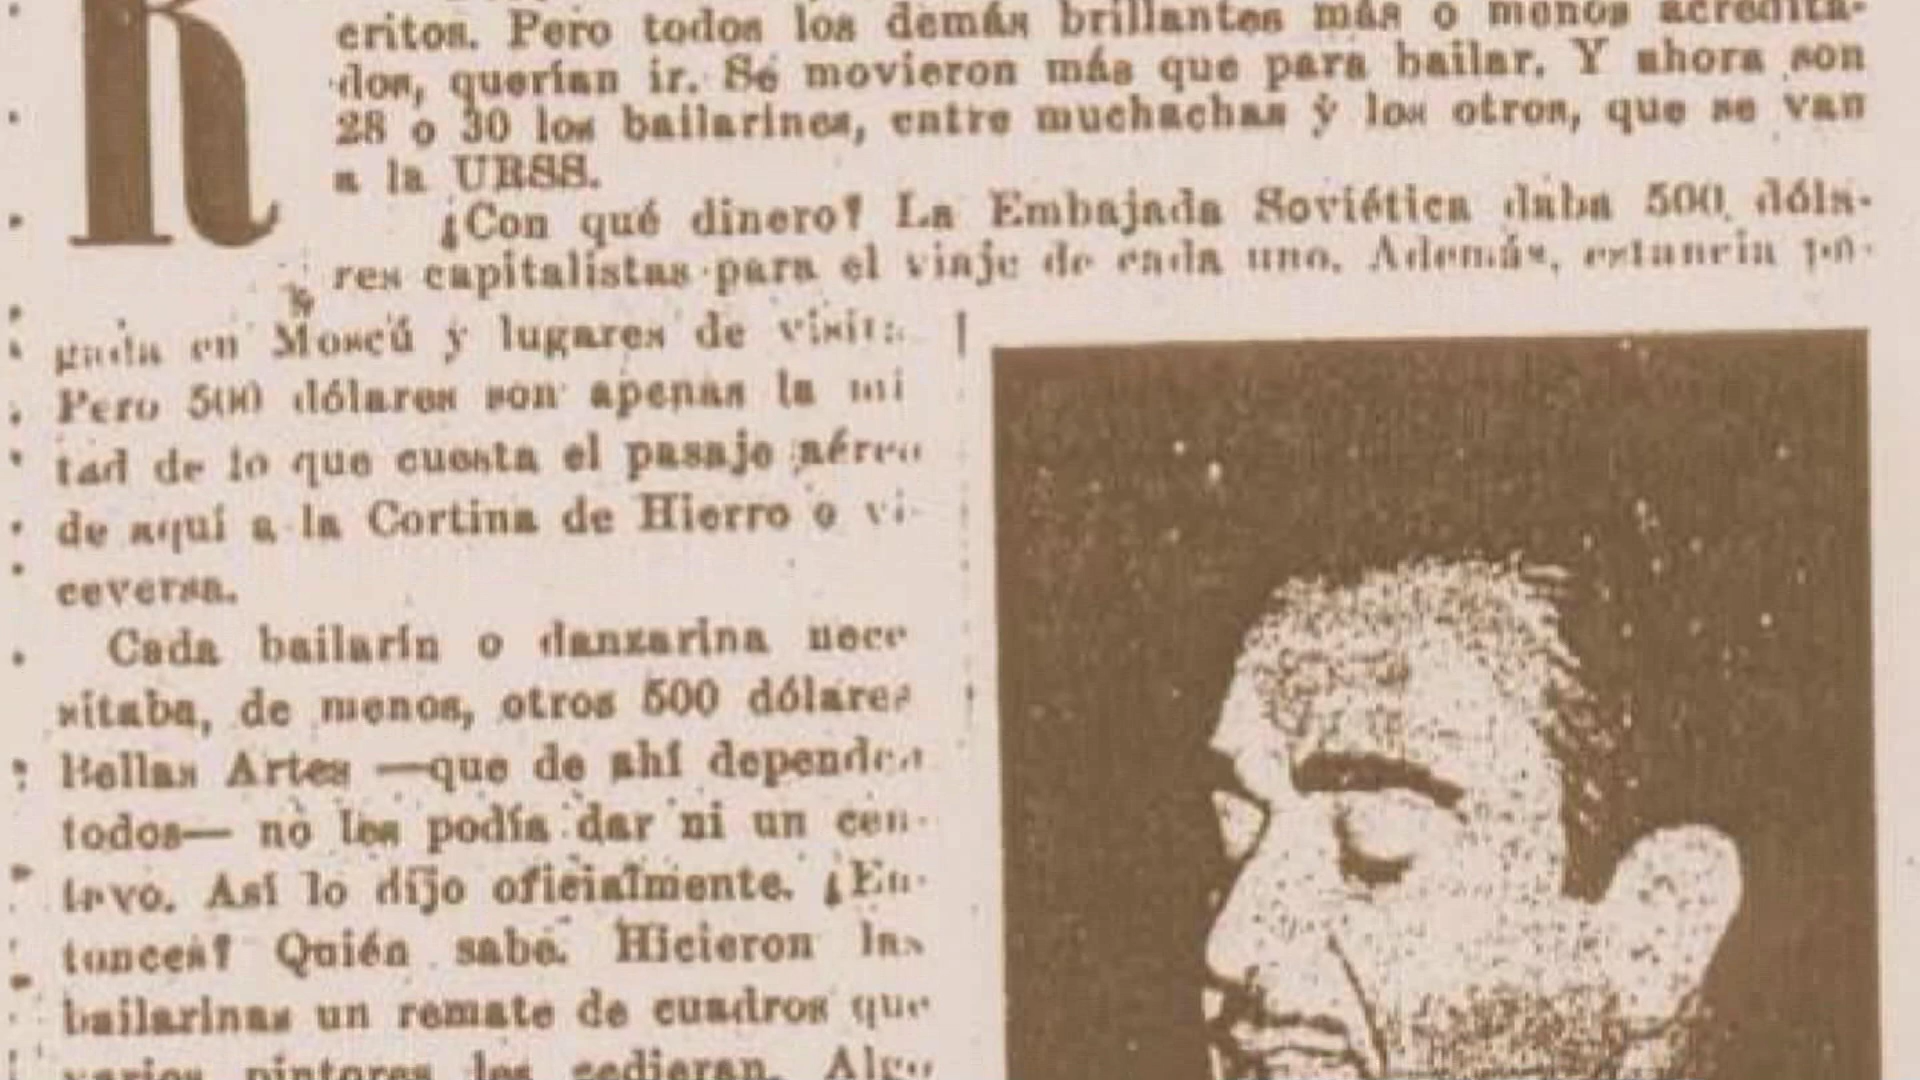 R
eritos. Pero todos los demás brillantes más o menos acredita-
dos, querían ir. Se movieron más que para bailar. Y ahora son
28 o 30 los bailarines, entre muchachas y los otros, que se van
a la URSS.
¿Con qué dinero? La Embajada Soviética daba 500 dóla-
res capitalistas para el viaje de cada uno. Además, estancia pa-
gada en Moscú y lugares de visita.
Pero 500 dólares son apenas la mi
tad de lo que cuesta el pasaje aéreo
de aquí a la Cortina de Hierro o vi-
ceversa.
Cada bailarín o danzarina nece
sitaba, de menos, otros 500 dólares
Bellas Artes —que de ahí dependen
todos— no les podía dar ni un cen-
tavo. Así lo dijo oficialmente. ¿En-
tonces? Quién sabe. Hicieron las
bailarinas un remate de cuadros que
varios pintores les cedieran. Algo